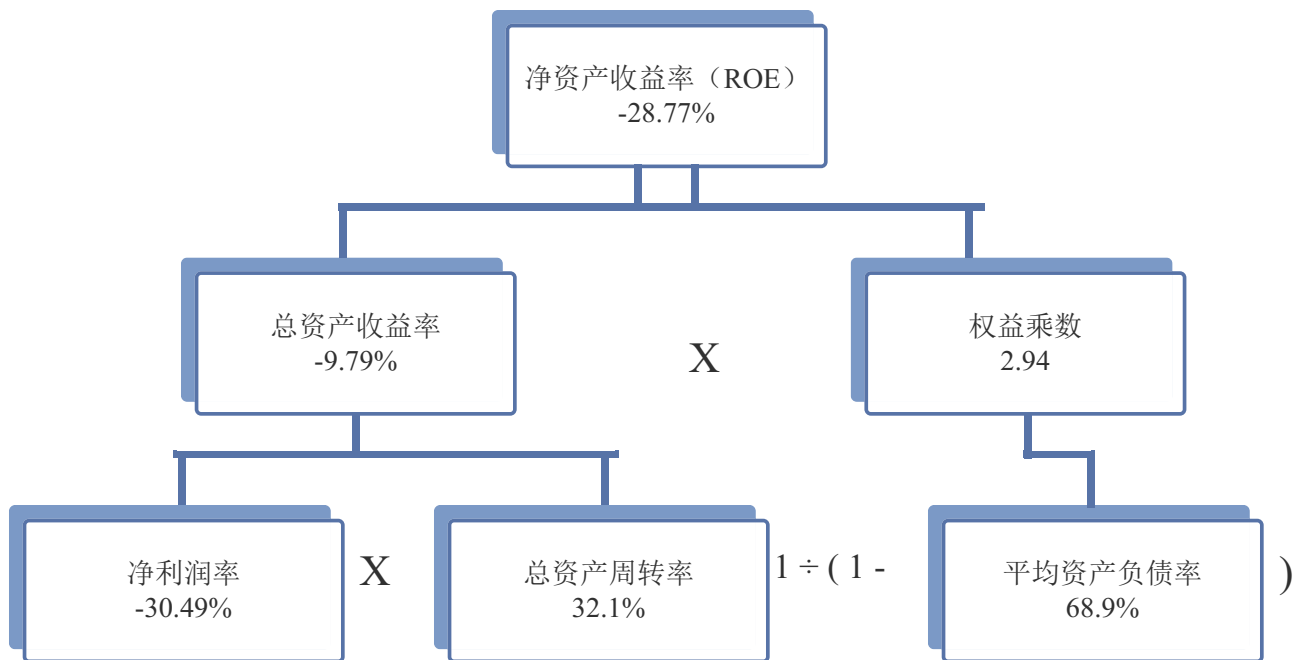 净资产收益率（ROE）
-28.77%
总资产收益率
-9.79%
X
权益乘数
2.94
净利润率
-30.49%
X
总资产周转率
32.1%
1 ÷ ( 1 -
平均资产负债率
68.9%
)